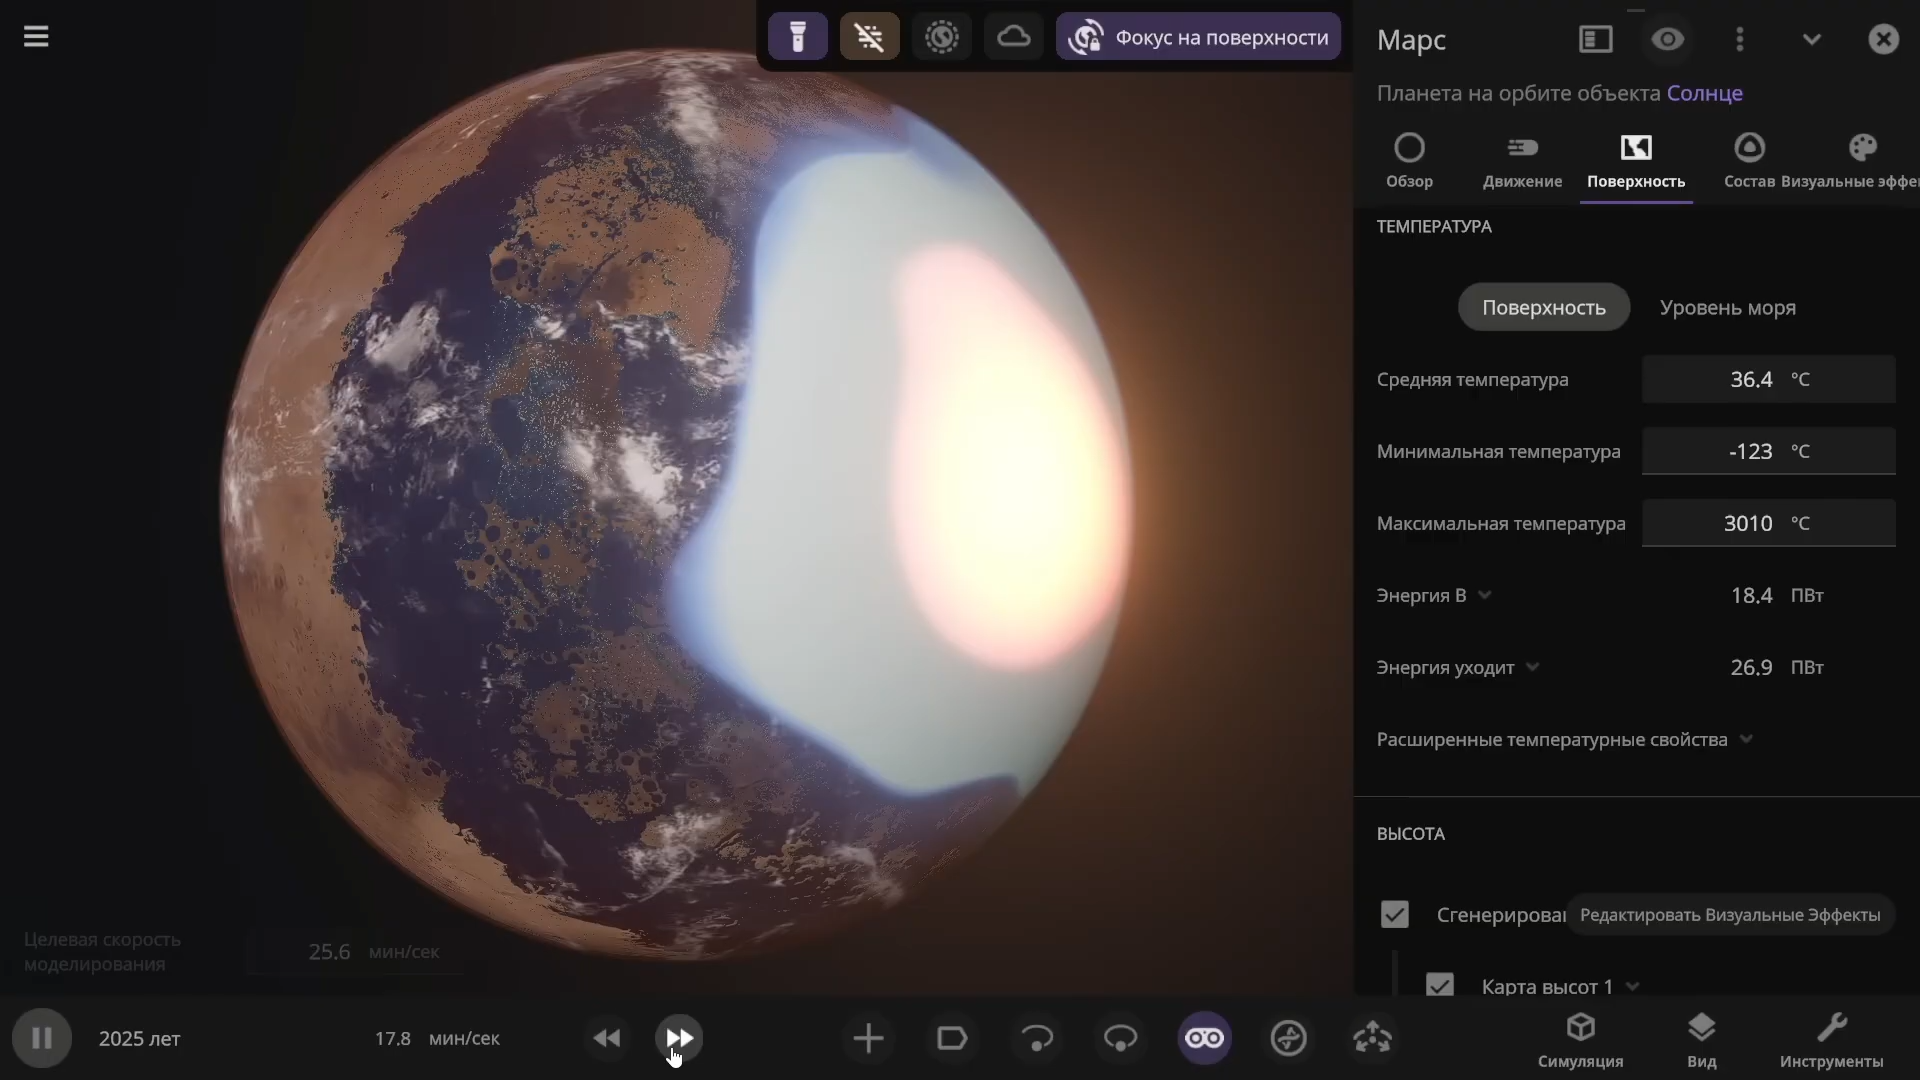 Фокус на поверхности
Марс
Планета на орбите объекта Солнце
Обзор
Движение
Поверхность
Состав
Визуальные эффе
ТЕМПЕРАТУРА
Поверхность
Уровень моря
Средняя температура 36.4 °C
Минимальная температура -123 °C
Максимальная температура 3010 °C
Энергия В 18.4 ПВт
Энергия уходит 26.9 ПВт
Расширенные температурные свойства
ВЫСОТА
Сгенерирова
Редактировать Визуальные Эффекты
Карта высот 1
Целевая скорость
моделирования
25.6 мин/сек
2025 лет
17.8 мин/сек
Симуляция
Вид
Инструменты